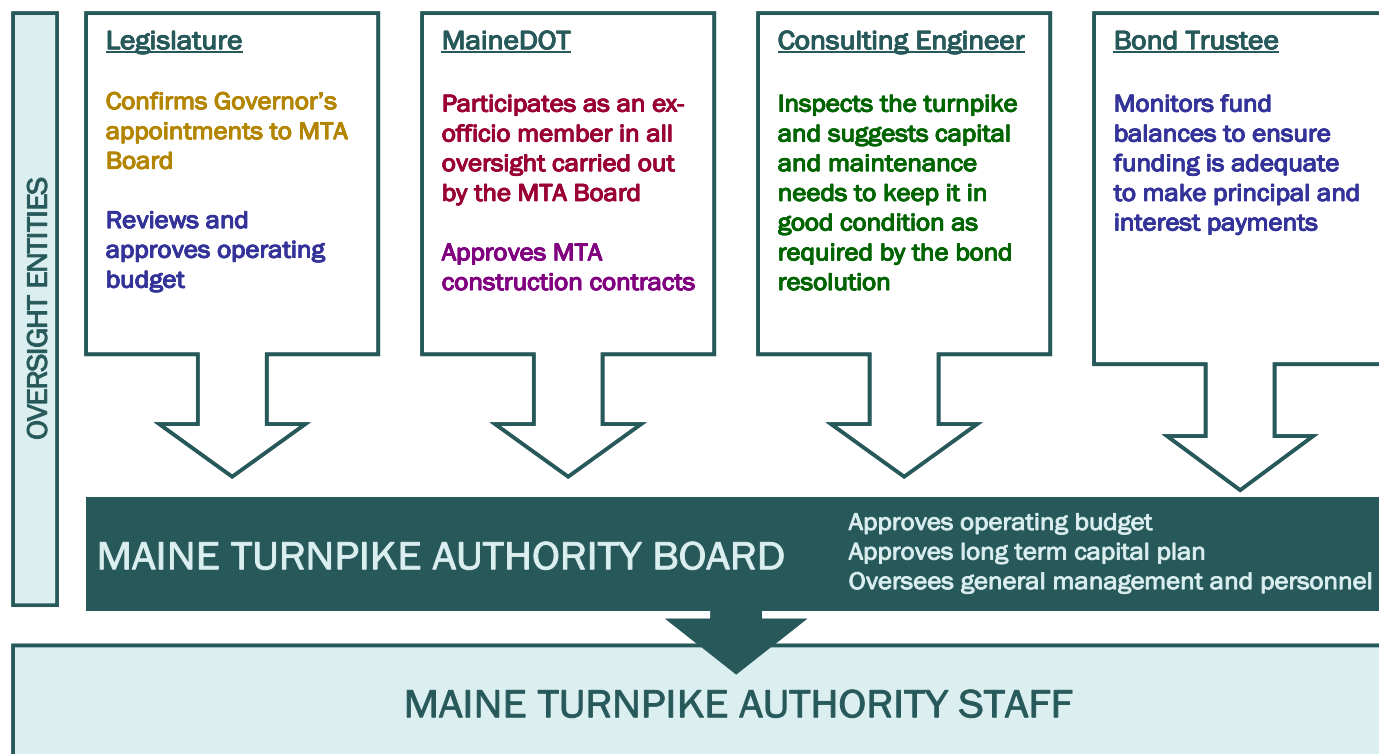 OVERSIGHT ENTITIES
Legislature
Confirms Governor’s
appointments to MTA
Board
Reviews and
approves operating
budget
MaineDOT
Participates as an ex-
officio member in all
oversight carried out
by the MTA Board
Approves MTA
construction contracts
Consulting Engineer
Inspects the turnpike
and suggests capital
and maintenance
needs to keep it in
good condition as
required by the bond
resolution
Bond Trustee
Monitors fund
balances to ensure
funding is adequate
to make principal and
interest payments
MAINE TURNPIKE AUTHORITY BOARD
Approves operating budget
Approves long term capital plan
Oversees general management and personnel
MAINE TURNPIKE AUTHORITY STAFF